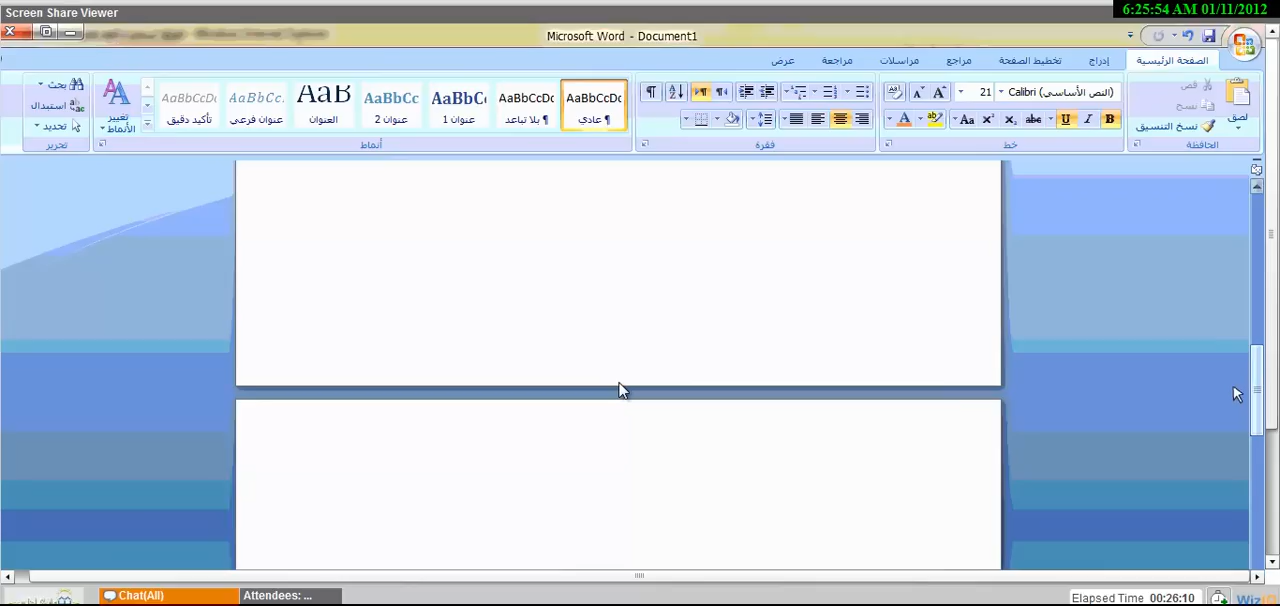 6:25:54 AM 01/11/2012
Screen Share Viewer
Microsoft Word - Document1
الصفحة الرئيسية إدراج تخطيط الصفحة مراجع مراسلات مراجعة عرض
لصق
قص
نسخ
نسخ التنسيق
الحافظة
Calibri (النص الأساسي) 21
خط
فقرة
AaBbCcDc AaBbCcDc AaBbC AaBbCc AaB AaBbCc. AaBbCcDc
¶ عادي ¶ بلا تباعد عنوان 1 عنوان 2 العنوان عنوان فرعي تأكيد دقيق
تغيير الأنماط
أنماط
بحث
استبدال
تحديد
تحرير
Chat(All) Attendees: ...
Elapsed Time 00:26:10